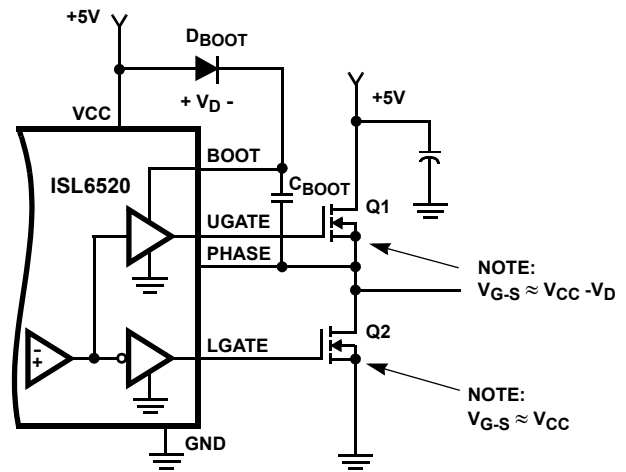 +5V
DBOOT
+ VD -
VCC
+5V
BOOT
ISL6520
CBOOT
Q1
UGATE
PHASE
NOTE:
VG-S ≈ VCC -VD
Q2
- +
LGATE
NOTE:
VG-S ≈ VCC
GND